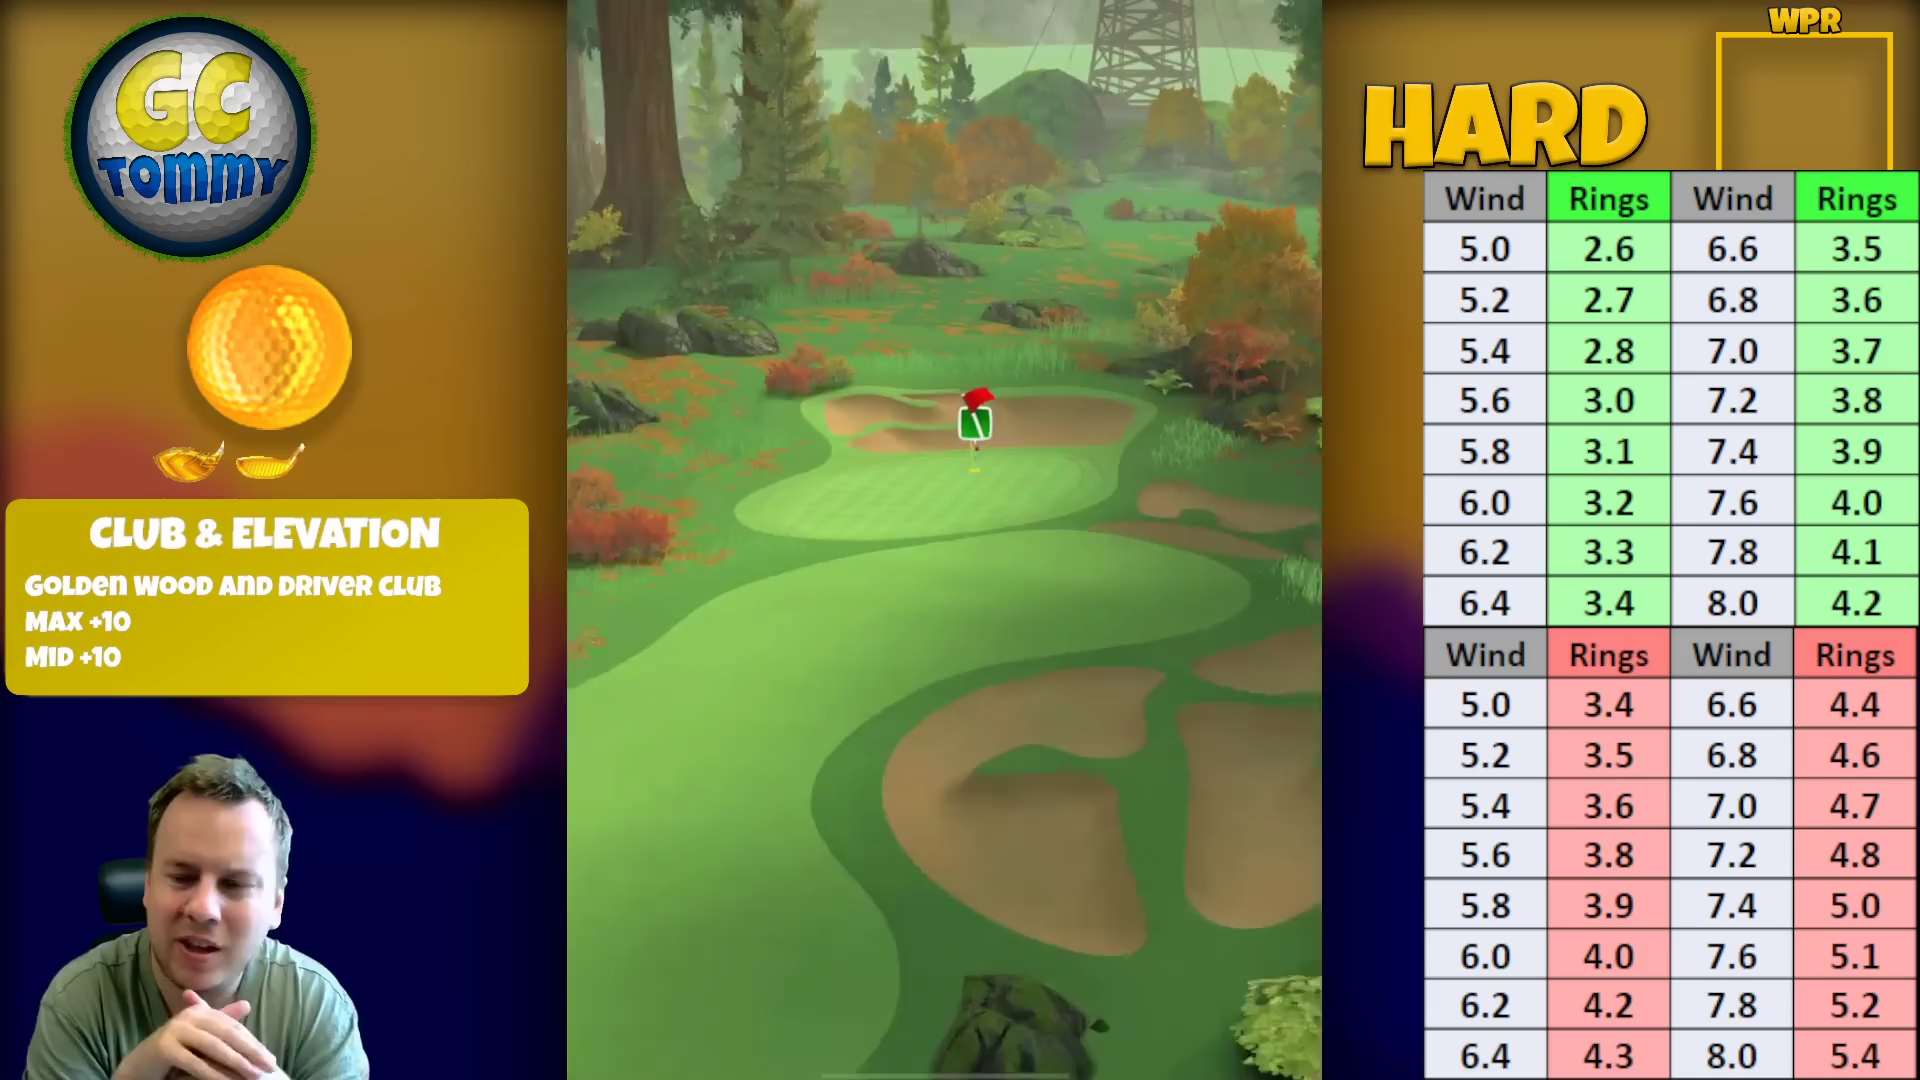 GC
TOMMY
CLUB & ELEVATION
Golden Wood and Driver Club
Max +10
Mid +10
WPR
HARD
Wind Rings Wind Rings
5.0 2.6 6.6 3.5
5.2 2.7 6.8 3.6
5.4 2.8 7.0 3.7
5.6 3.0 7.2 3.8
5.8 3.1 7.4 3.9
6.0 3.2 7.6 4.0
6.2 3.3 7.8 4.1
6.4 3.4 8.0 4.2
Wind Rings Wind Rings
5.0 3.4 6.6 4.4
5.2 3.5 6.8 4.6
5.4 3.6 7.0 4.7
5.6 3.8 7.2 4.8
5.8 3.9 7.4 5.0
6.0 4.0 7.6 5.1
6.2 4.2 7.8 5.2
6.4 4.3 8.0 5.4